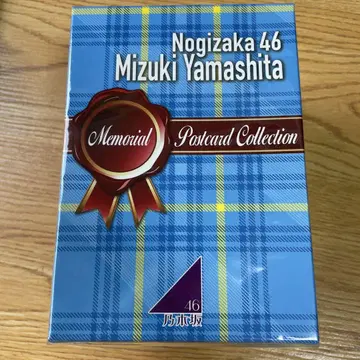 Nogizaka 46
Mizuki Yamashita
Memorial Postcard Collection
46
乃木坂